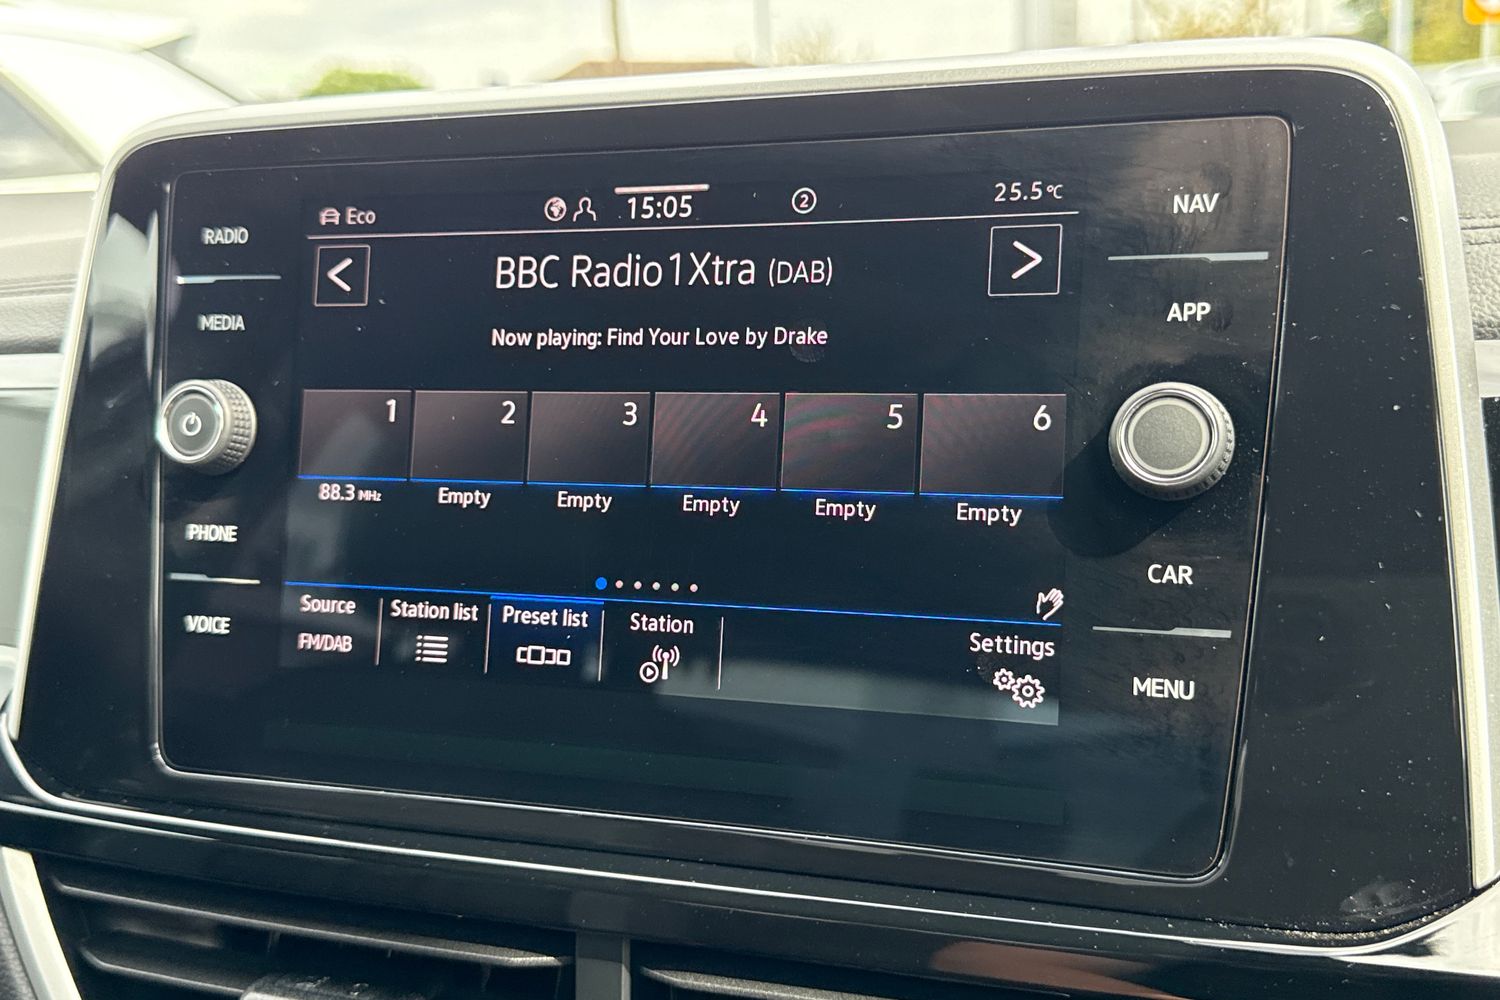 RADIO
MEDIA
PHONE
VOICE
Eco
15:05
2
25.5°C
<
BBC Radio 1Xtra (DAB)
>
Now playing: Find Your Love by Drake
1 2 3 4 5 6
88.3 MHz Empty Empty Empty Empty Empty
Source
FM/DAB
Station list
Preset list
Station
Settings
NAV
APP
CAR
MENU